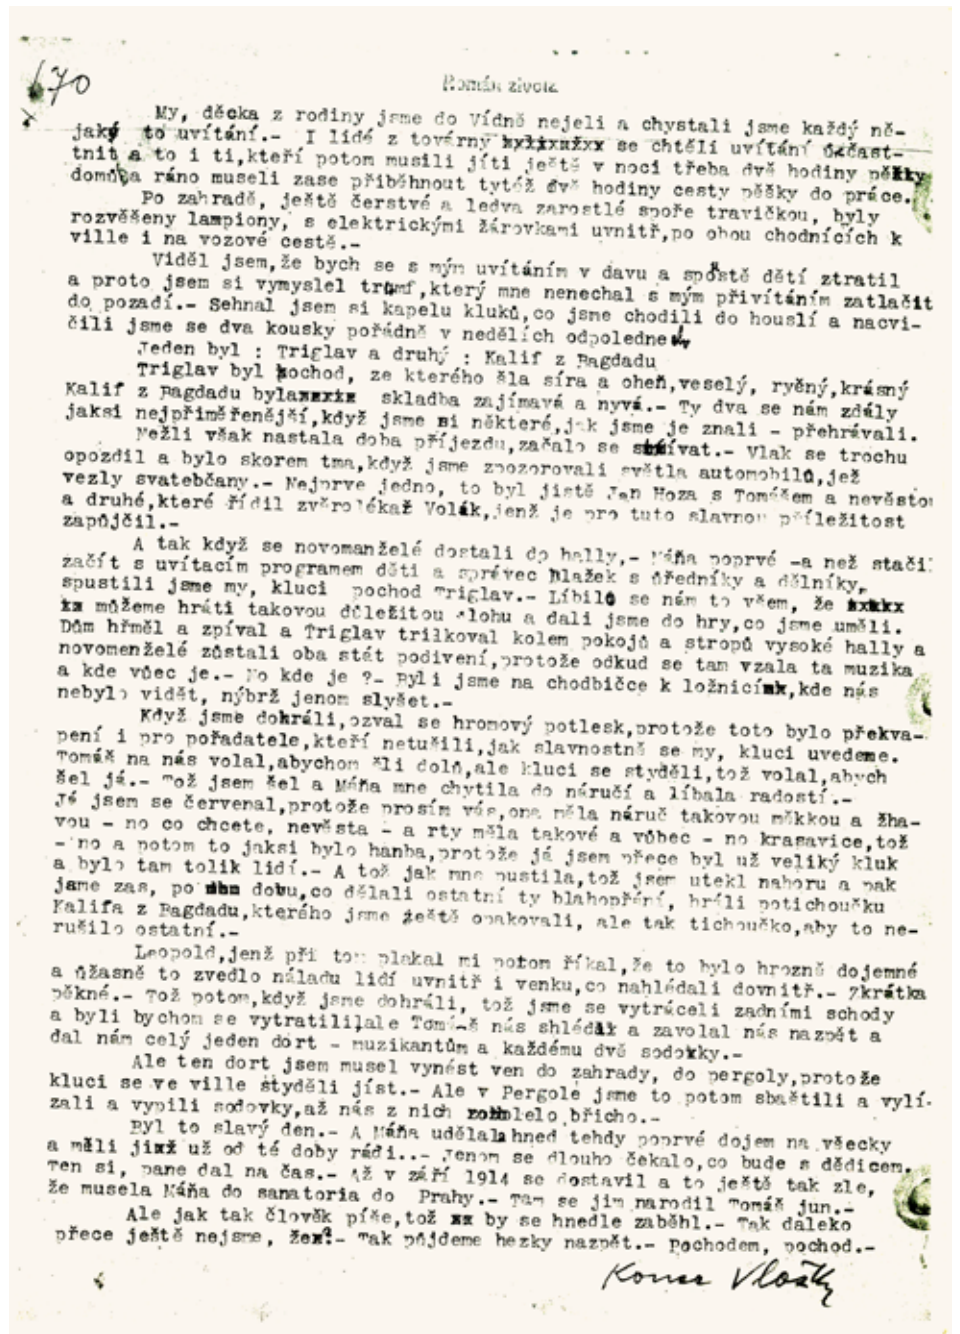 170
Román života
My, děcka z rodiny jsme do Vídně nejeli a chystali jsme každý ně-
jaký to uvítání.- I lidé z továrny se chtěli uvítání účast-
tnit a to i ti,kteří potom musili jíti ještě v noci třeba dvě hodiny pěšky
domů,a ráno museli zase přiběhnout tytéž dvě hodiny cesty pěšky do práce.
Po zahradě, ještě čerstvé a ledva zarostlé spoře travičkou, byly
rozvěšeny lampiony, s elektrickými žárovkami uvnitř,po obou chodnících k
ville i na vozové cestě.-
Viděl jsem,že bych se s mým uvítáním v davu a spoustě dětí ztratil
a proto jsem si vymyslel trumf,který mne nenechal s mým přivítáním zatlačit
do pozadí.- Sehnal jsem si kapelu kluků,co jsme chodili do houslí a nacvi-
čili jsme se dva kousky pořádně v nedělích odpoledne
Jeden byl : Triglav a druhý : Kalif z Bagdadu
Triglav byl pochod, ze kterého šla síra a oheň,veselý, ryčný,krásný
Kalif z Bagdadu byla skladba zajímavá a nyvá.- Ty dva se nám zdály
jaksi nejpřiměřenější,když jsme si některé,jak jsme je znali - přehrávali.
Nežli však nastala doba příjezdu,začalo se stmívat.- Vlak se trochu
opozdil a bylo skorem tma,když jsme zpozorovali světla automobilů,jež
vezly svatebčany.- Nejprve jedno, to byl jistě Jan Hoza s Tomášem a nevěstou
a druhé,které řídil zvěrolékař Volák,jenž je pro tuto slavnou příležitost
zapůjčil.-
A tak když se novomanželé dostali do hally,- Máňa poprvé -a než stačil
začít s uvítacím programem děti a správec Hlažek s úředníky a dělníky,
spustili jsme my, kluci pochod Triglav.- Líbilo se nám to všem, že
můžeme hráti takovou důležitou úlohu a dali jsme do hry,co jsme uměli.
Dům hřměl a zpíval a Triglav trilkoval kolem pokojů a stropů vysoké hally a
novomenželé zůstali oba stát podivení,protože odkud se tam vzala ta muzika
a kde vůec je.- No kde je ?- Byli jsme na chodbičce k ložnicím,kde nás
nebylo vidět, nýbrž jenom slyšet.-
Když jsme dohráli,ozval se hromový potlesk,protože toto bylo překva-
pení i pro pořadatele,kteří netušili,jak slavnostně se my, kluci uvedeme.
Tomáš na nás volal,abychom šli dolů,ale kluci se styděli,tož volal,abych
šel já.- Tož jsem šel a Máňa mne chytila do náručí a líbala radostí.-
Já jsem se červenal,protože prosím vás,ona měla náruč takovou měkkou a žha-
vou - no co chcete, nevěsta - a rty měla takové a vůbec - no krasavice,tož
- no a potom to jaksi bylo hanba,protože já jsem přece byl už veliký kluk
a bylo tam tolik lidí.- A tož jak mne pustila,tož jsem utekl nahoru a pak
jsme zas, po dobu,co dělali ostatní ty blahopřání, hráli potichoučku
Kalifa z Bagdadu,kterého jsme ještě opakovali, ale tak tichoučko,aby to ne-
rušilo ostatní.-
Leopold,jenž při tom plakal mi potom říkal,že to bylo hrozně dojemné
a úžasně to zvedlo náladu lidí uvnitř i venku,co nahlédali dovnitř.- Zkrátka
pěkné.- Tož potom,když jsme dohráli, tož jsme se vytráceli zadními schody
a byli bychom se vytratili,ale Tomáš nás shlédl a zavolal nás nazpět a
dal nám celý jeden dort - muzikantům a každému dvě sodovky.-
Ale ten dort jsem musel vynést ven do zahrady, do pergoly,protože
kluci se ve ville styděli jíst.- Ale v Pergole jsme to potom sbaštili a vylí-
zali a vypili sodovky,až nás z nich bolelo břicho.-
Byl to slavý den.- A Máňa udělala hned tehdy poprvé dojem na všecky
a měli ji už od té doby rádi..- Jenom se dlouho čekalo,co bude s dědicem.
Ten si, pane dal na čas.- Až v září 1914 se dostavil a to ještě tak zle,
že musela Máňa do sanatoria do Prahy.- Tam se jim narodil Tomáš jun.-
Ale jak tak člověk píše,tož by se hnedle zaběhl.- Tak daleko
přece ještě nejsme, že?- Tak půjdeme hezky nazpět.- Pochodem, pochod.-
Konec Vložky